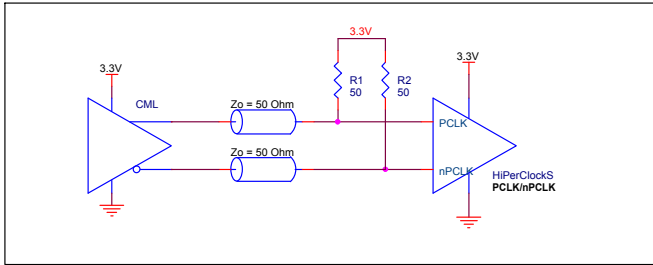 3.3V
3.3V
3.3V
R1
50
R2
50
CML
Zo = 50 Ohm
PCLK
Zo = 50 Ohm
nPCLK
HiPerClockS
PCLK/nPCLK